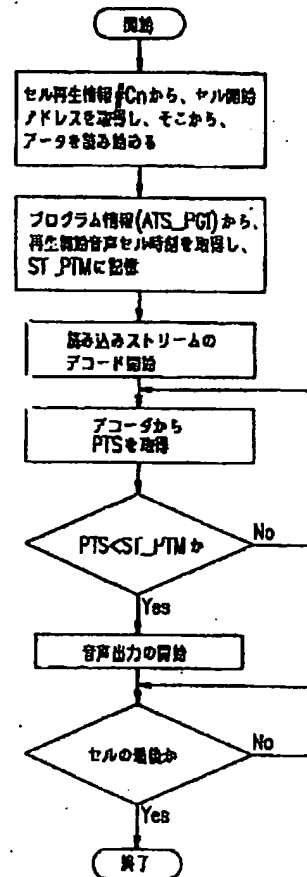 開始
セル再生情報#Cnから、セル開始
アドレスを取得し、そこから、
データを読み始める
プログラム情報(ATS_PGI)から、
再生開始音声セル時刻を取得し、
ST_PTMに記憶
読み込みストリームの
デコード開始
デコーダから
PTSを取得
PTS<ST_PTMか
No
Yes
音声出力の開始
セルの最後か
No
Yes
終了